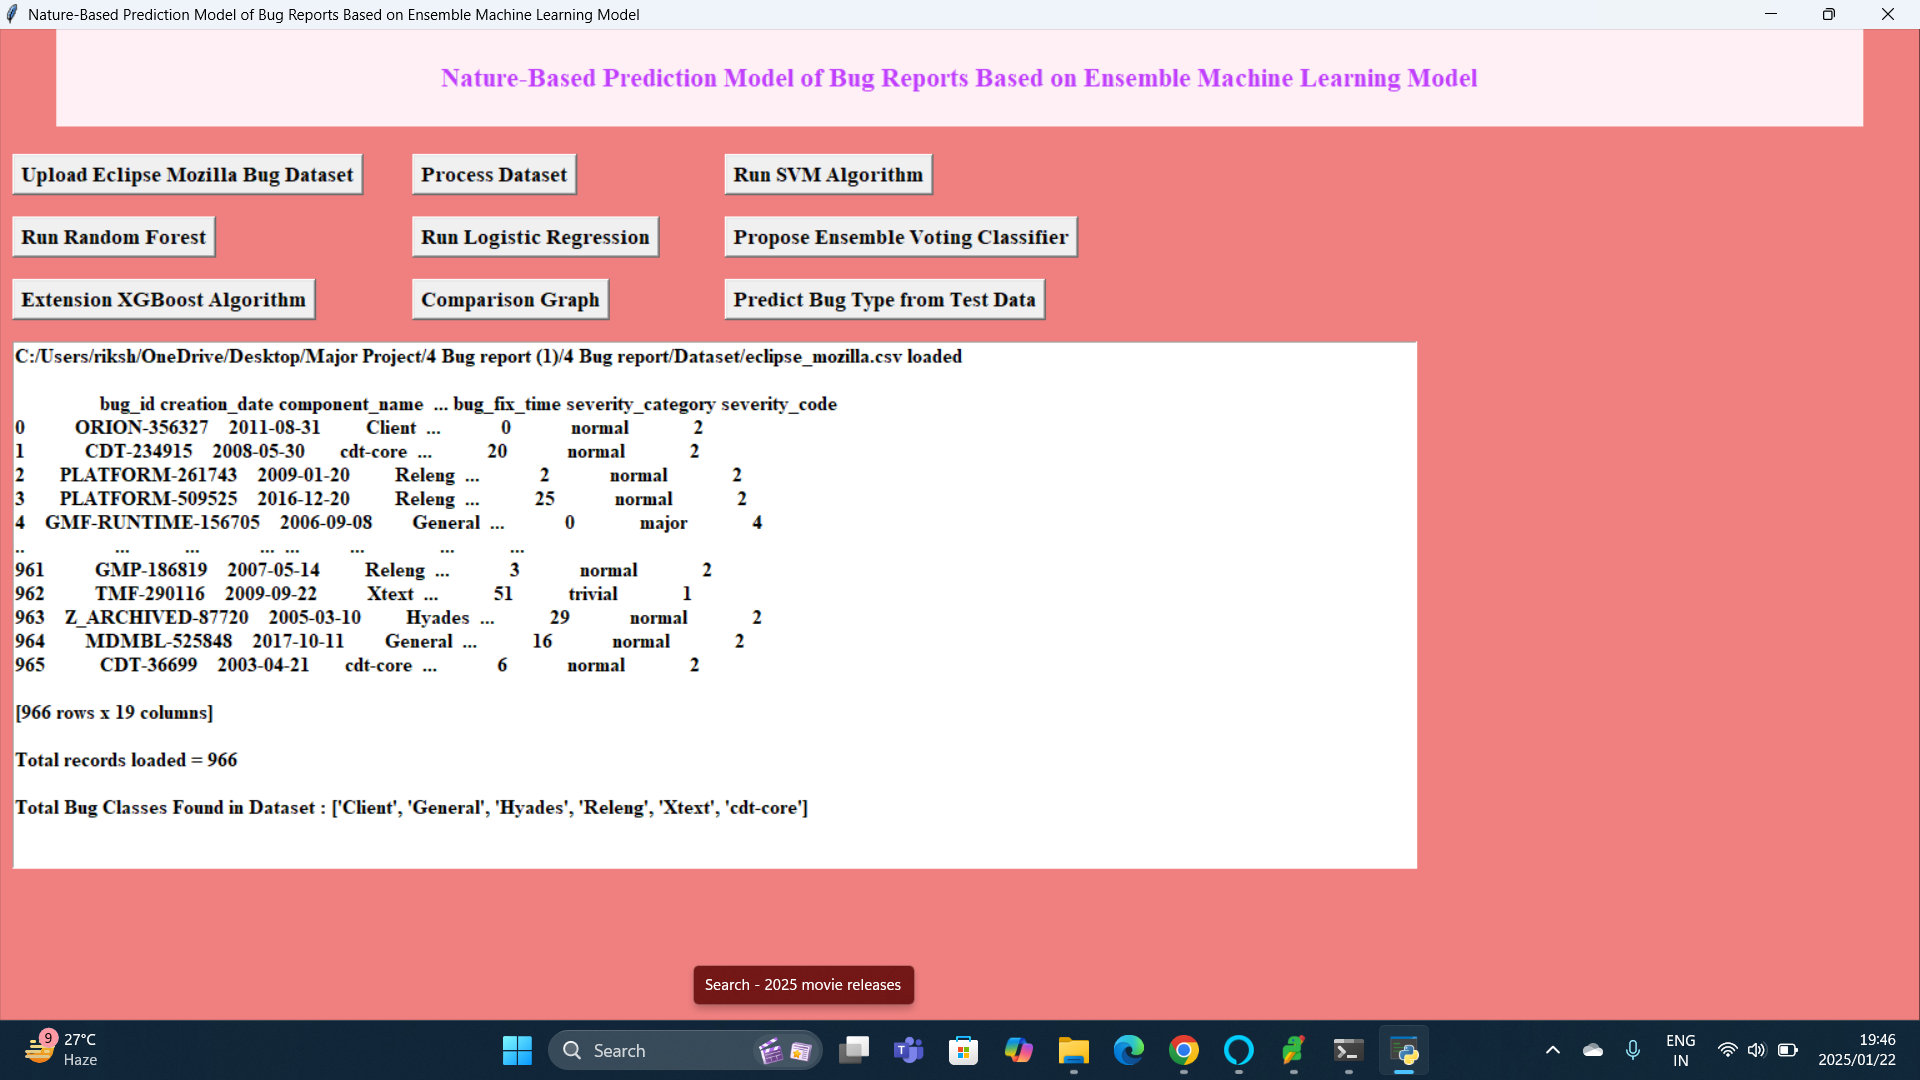 Nature-Based Prediction Model of Bug Reports Based on Ensemble Machine Learning Model
Nature-Based Prediction Model of Bug Reports Based on Ensemble Machine Learning Model
Upload Eclipse Mozilla Bug Dataset
Process Dataset
Run SVM Algorithm
Run Random Forest
Run Logistic Regression
Propose Ensemble Voting Classifier
Extension XGBoost Algorithm
Comparison Graph
Predict Bug Type from Test Data
C:/Users/riksh/OneDrive/Desktop/Major Project/4 Bug report (1)/4 Bug report/Dataset/eclipse_mozilla.csv loaded
bug_id creation_date component_name ... bug_fix_time severity_category severity_code
0 ORION-356327 2011-08-31 Client ... 0 normal 2
1 CDT-234915 2008-05-30 cdt-core ... 20 normal 2
2 PLATFORM-261743 2009-01-20 Releng ... 2 normal 2
3 PLATFORM-509525 2016-12-20 Releng ... 25 normal 2
4 GMF-RUNTIME-156705 2006-09-08 General ... 0 major 4
.. ... ... ... ... ... ... ...
961 GMP-186819 2007-05-14 Releng ... 3 normal 2
962 TMF-290116 2009-09-22 Xtext ... 51 trivial 1
963 Z_ARCHIVED-87720 2005-03-10 Hyades ... 29 normal 2
964 MDMBL-525848 2017-10-11 General ... 16 normal 2
965 CDT-36699 2003-04-21 cdt-core ... 6 normal 2
[966 rows x 19 columns]
Total records loaded = 966
Total Bug Classes Found in Dataset : ['Client', 'General', 'Hyades', 'Releng', 'Xtext', 'cdt-core']
Search - 2025 movie releases
9
27°C
Haze
Search
ENG
IN
19:46
2025/01/22